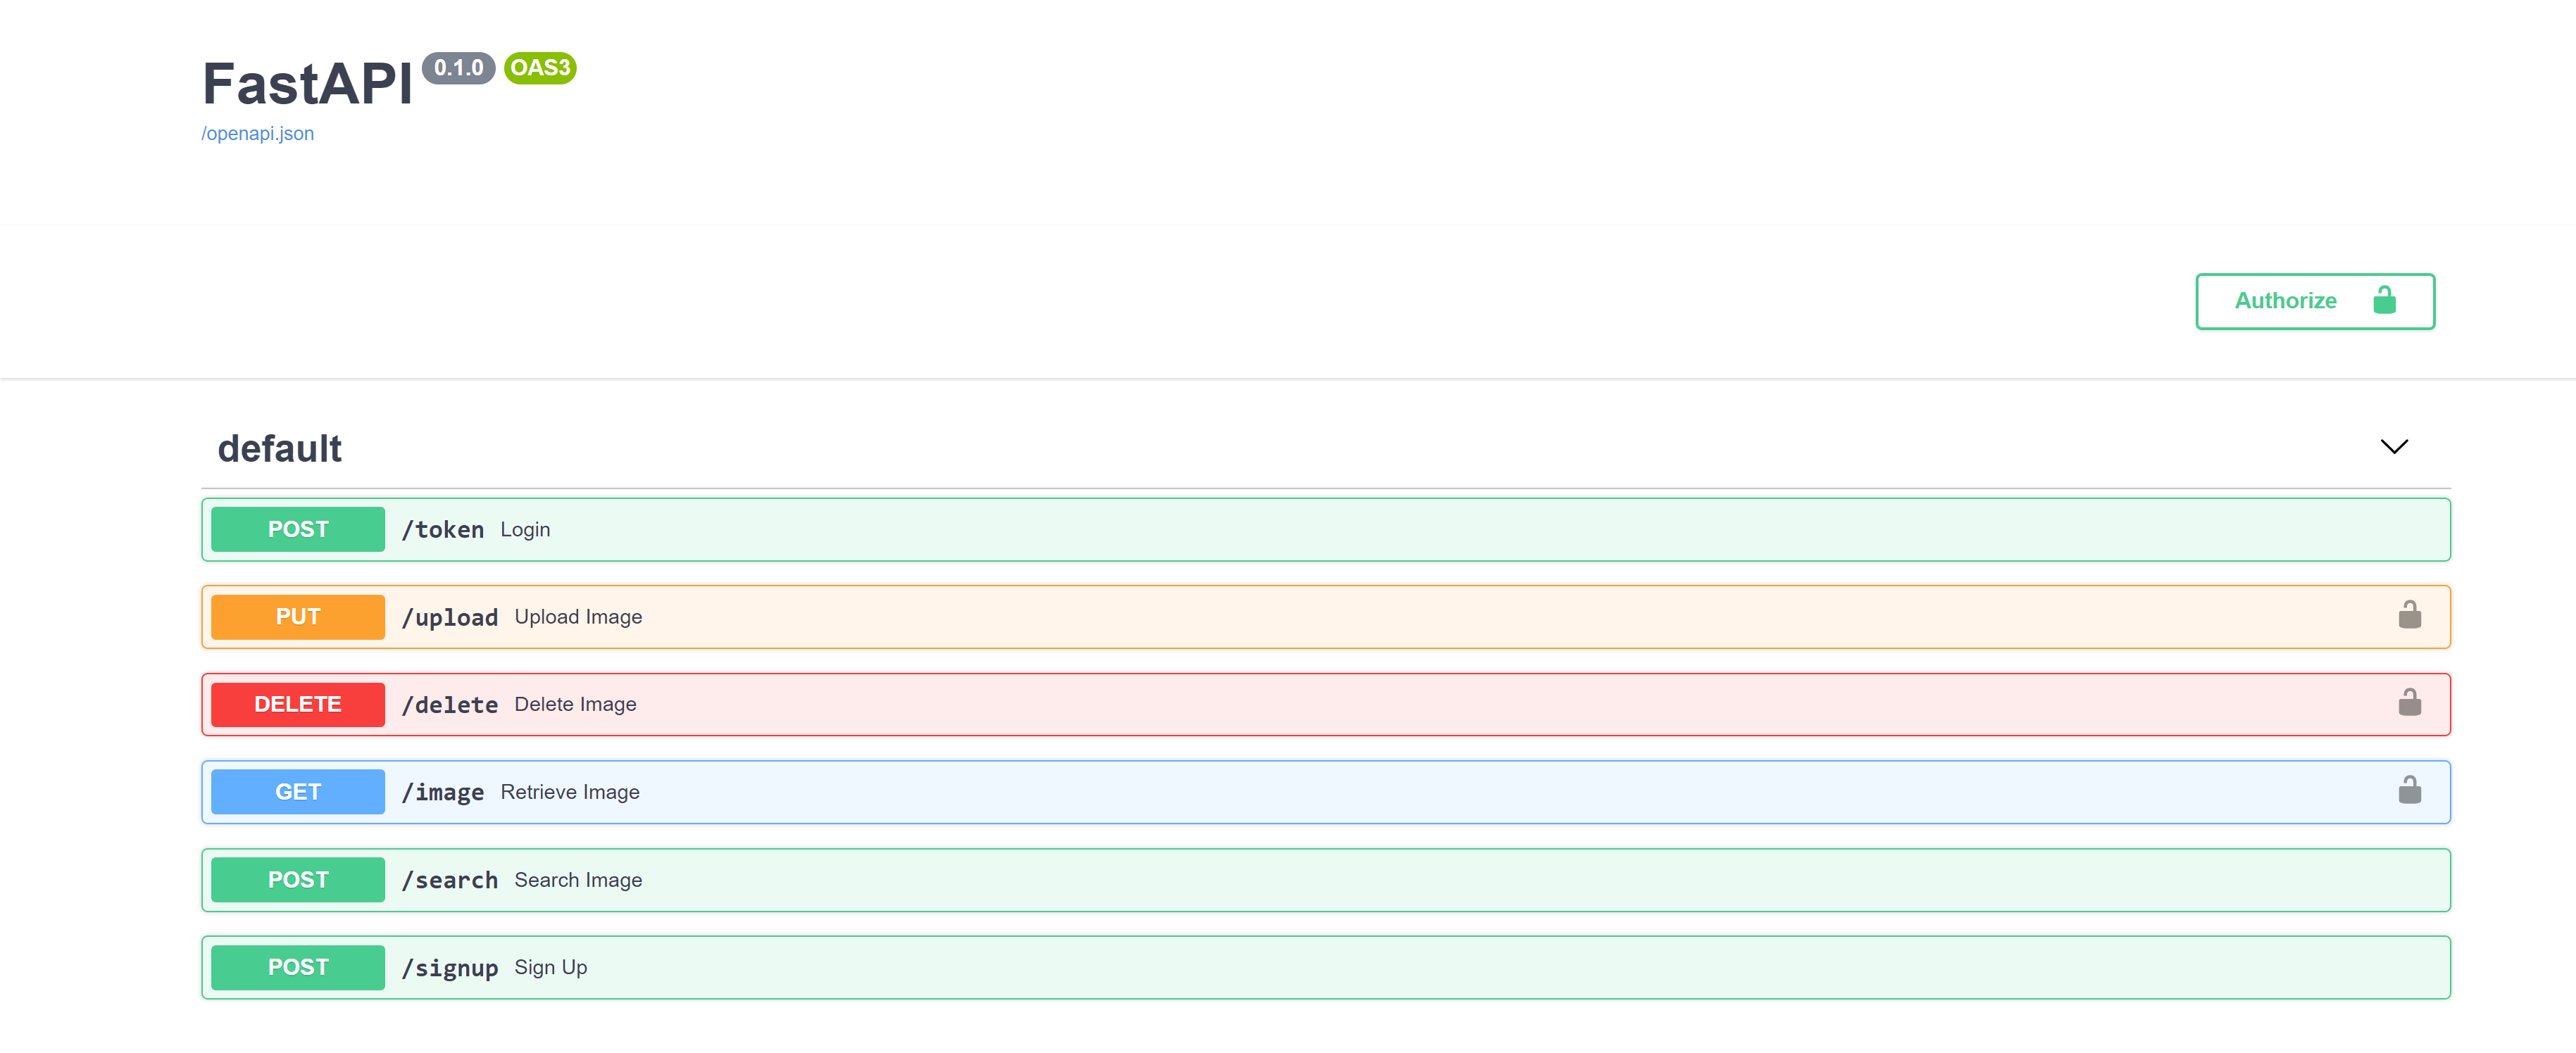 FastAPI 0.1.0 OAS3
/openapi.json
Authorize
default
POST /token Login
PUT /upload Upload Image
DELETE /delete Delete Image
GET /image Retrieve Image
POST /search Search Image
POST /signup Sign Up